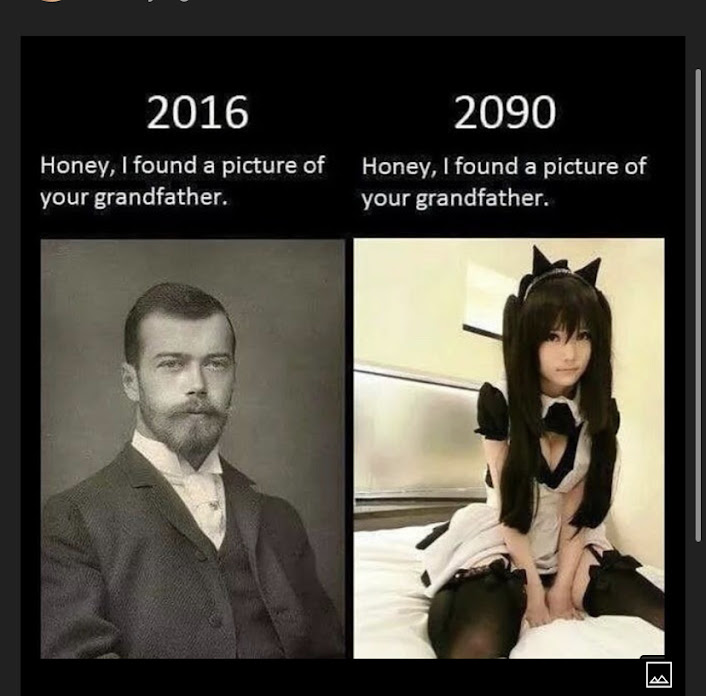 2016
Honey, I found a picture of
your grandfather.
2090
Honey, I found a picture of
your grandfather.